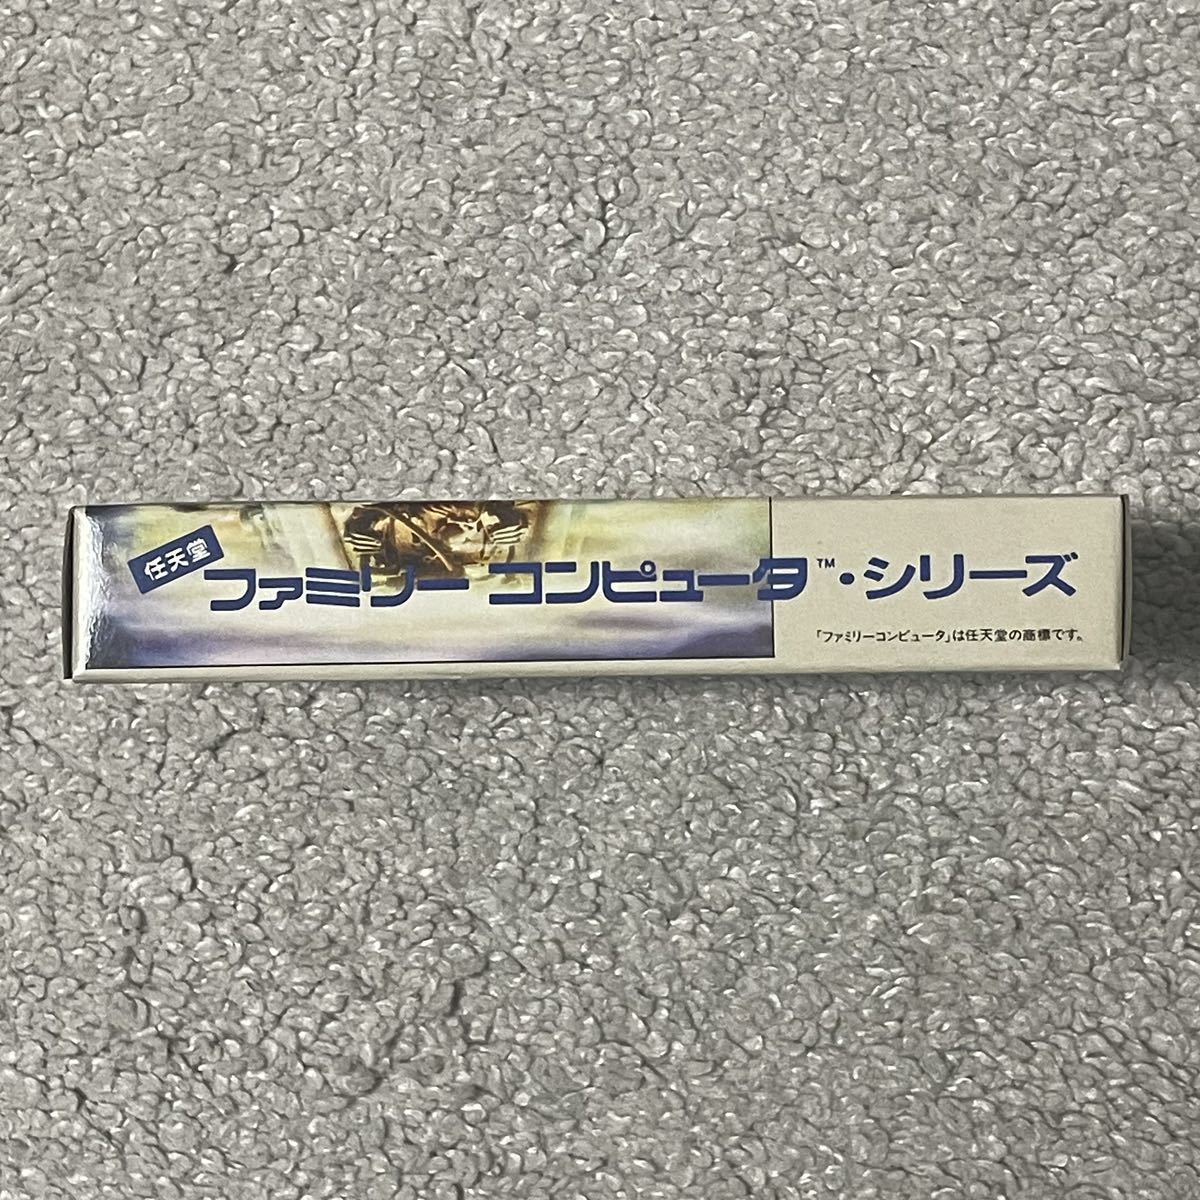 任天堂
ファミリー コンピュータ™・シリーズ
「ファミリーコンピュータ」は任天堂の商標です。